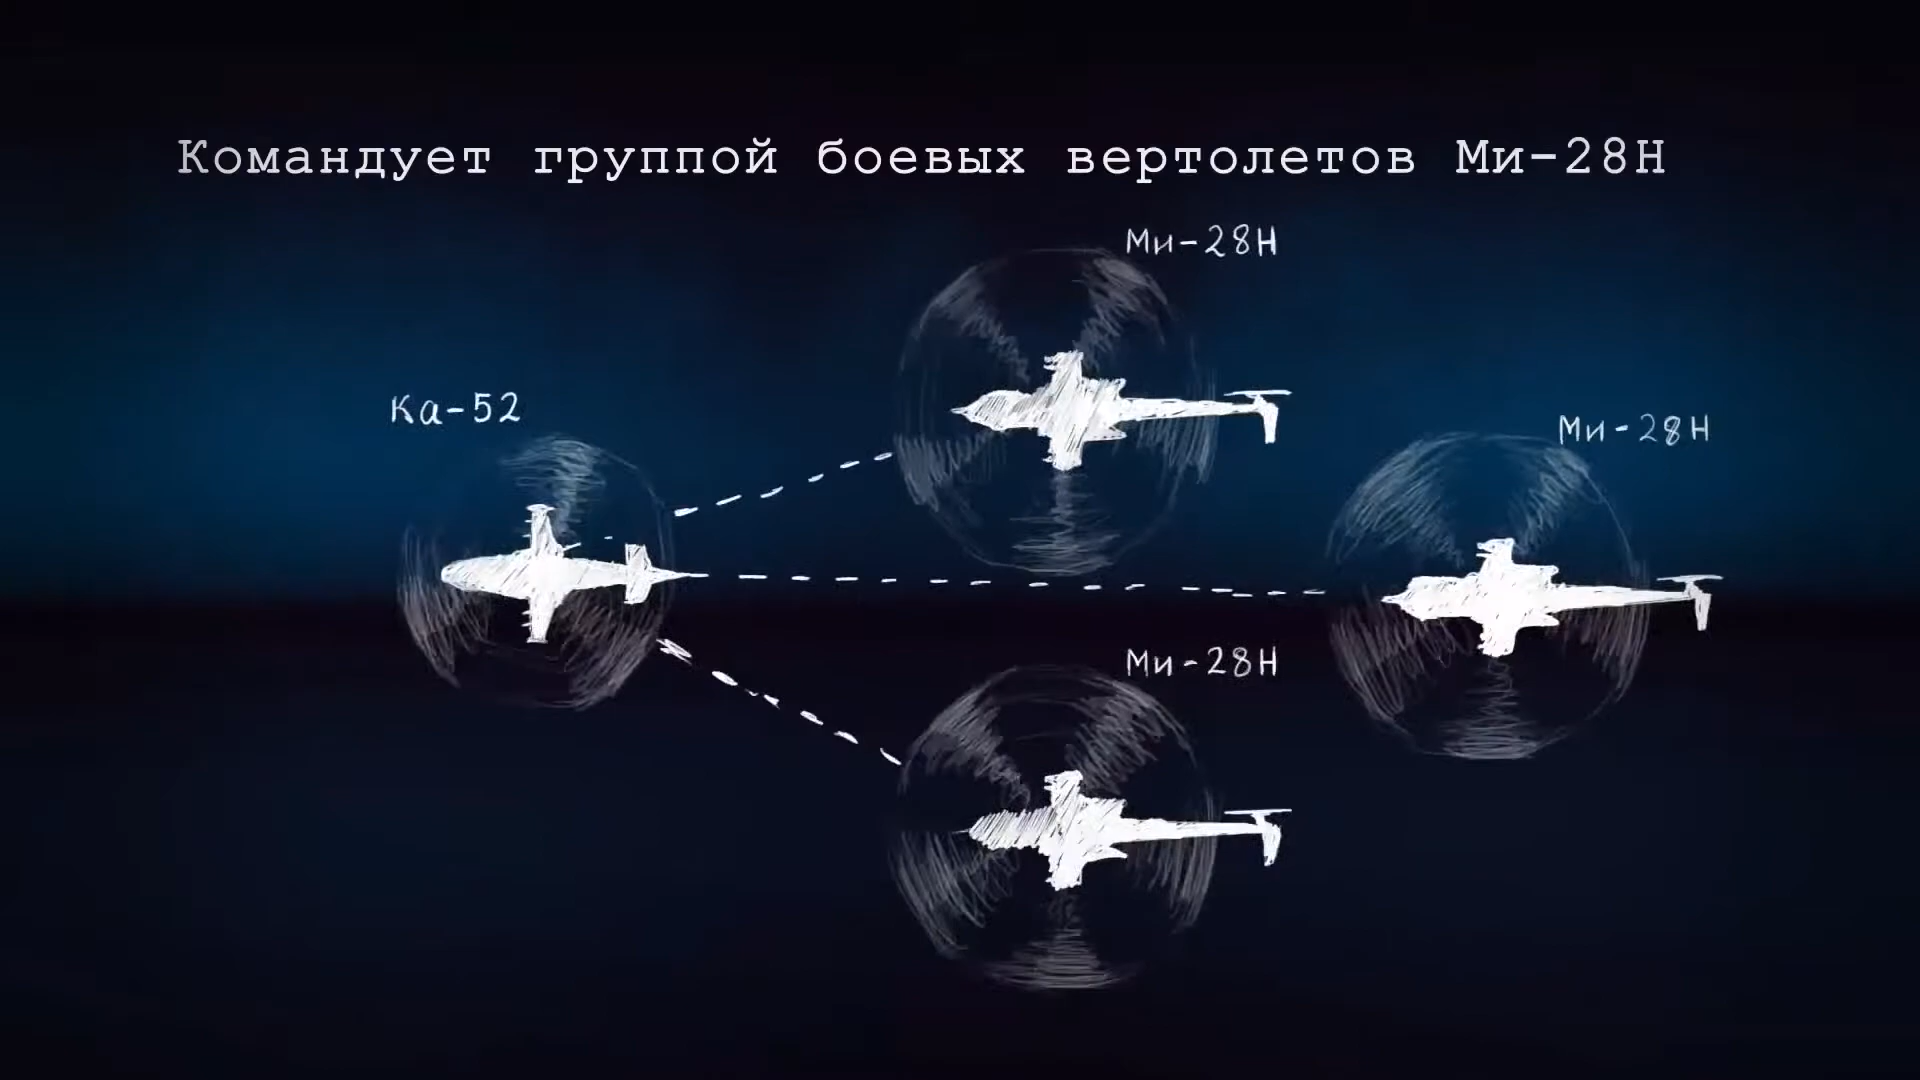 Командует группой боевых вертолетов Ми-28Н
Ми-28Н
Ка-52
Ми-28Н
Ми-28Н